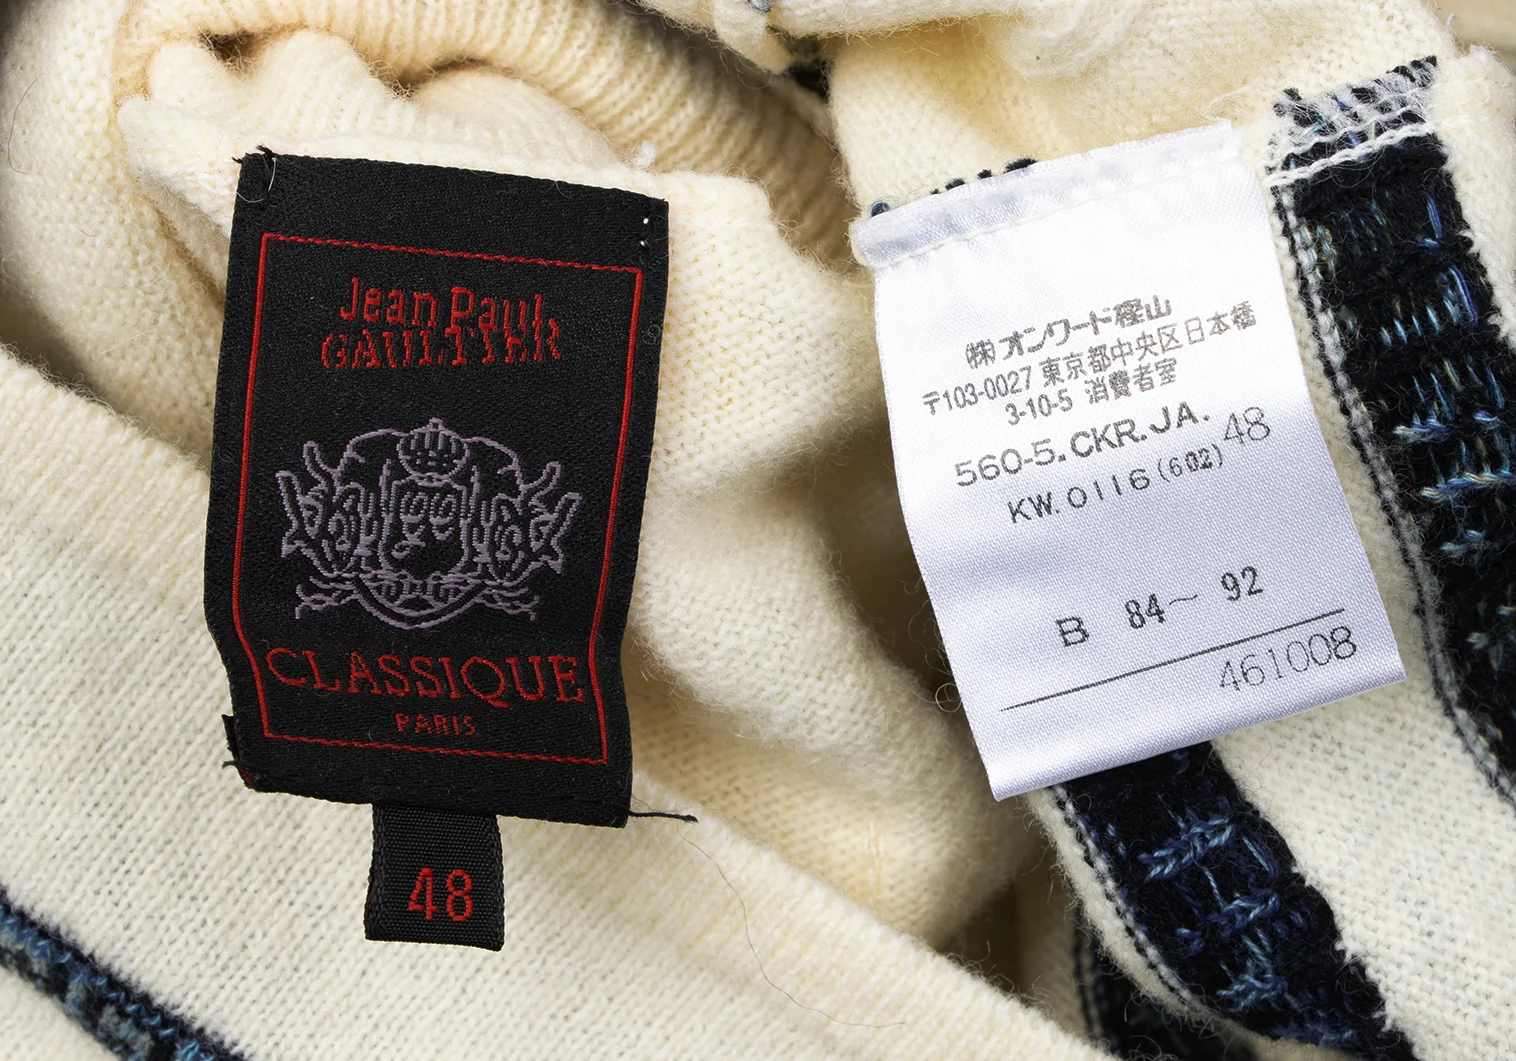 Jean Paul
GAULTIER
CLASSIQUE
PARIS
48
㈱オンワード樫山
〒103-0027 東京都中央区日本橋
3-10-5 消費者室
560-5.CKR.JA. 48
KW.0116(602)
B 84~92
461008